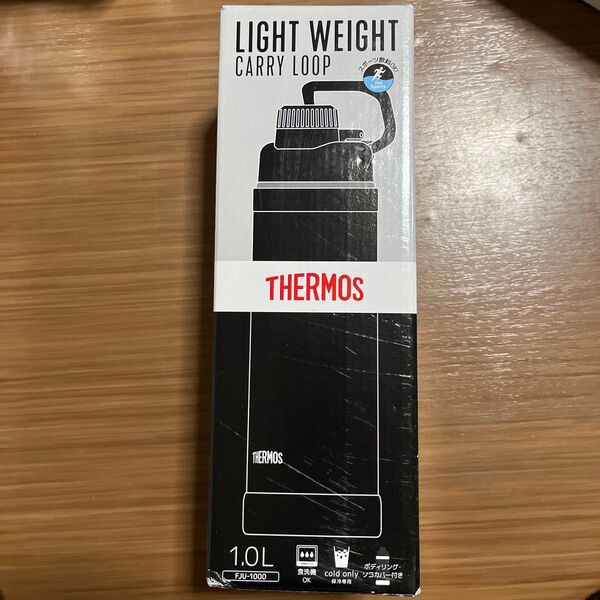 LIGHT WEIGHT
CARRY LOOP
スポーツ飲料OK!
THERMOS
THERMOS
1.0L
FJU-1000
食洗機
OK
cold only
保冷専用
ボディリング・
ソコカバー付き